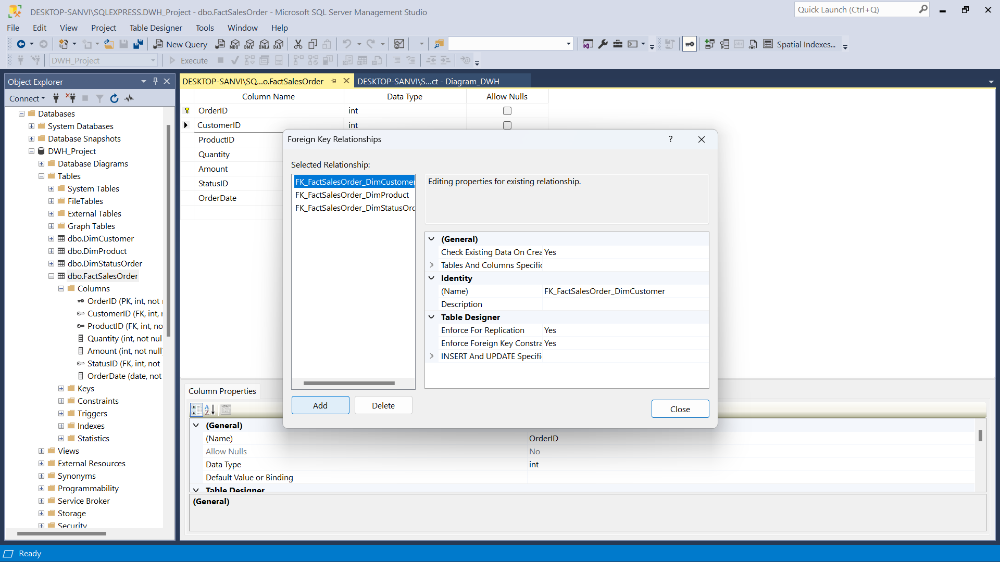 DESKTOP-SANVI\SQLEXPRESS.DWH_Project - dbo.FactSalesOrder - Microsoft SQL Server Management Studio
Quick Launch (Ctrl+Q)
File Edit View Project Table Designer Tools Window Help
New Query MDX DMX XMLA DAX Spatial Indexes...
DWH_Project Execute
Object Explorer
Connect
Databases
System Databases
Database Snapshots
DWH_Project
Database Diagrams
Tables
System Tables
FileTables
External Tables
Graph Tables
dbo.DimCustomer
dbo.DimProduct
dbo.DimStatusOrder
dbo.FactSalesOrder
Columns
OrderID (PK, int, not
CustomerID (FK, int,
ProductID (FK, int, no
Quantity (int, not nul
Amount (int, not null
StatusID (FK, int, not
OrderDate (date, not
Keys
Constraints
Triggers
Indexes
Statistics
Views
External Resources
Synonyms
Programmability
Service Broker
Storage
Security
DESKTOP-SANVI\SQ...o.FactSalesOrder
DESKTOP-SANVI\S...ct - Diagram_DWH
Column Name Data Type Allow Nulls
OrderID int
CustomerID int
ProductID
Quantity
Amount
StatusID
OrderDate
Foreign Key Relationships
?
Selected Relationship:
FK_FactSalesOrder_DimCustomer
FK_FactSalesOrder_DimProduct
FK_FactSalesOrder_DimStatusOrd
Editing properties for existing relationship.
(General)
Check Existing Data On Crea Yes
Tables And Columns Specific
Identity
(Name) FK_FactSalesOrder_DimCustomer
Description
Table Designer
Enforce For Replication Yes
Enforce Foreign Key Constra Yes
INSERT And UPDATE Specifi
Add
Delete
Close
Column Properties
(General)
(Name) OrderID
Allow Nulls No
Data Type int
Default Value or Binding
Table Designer
(General)
Ready